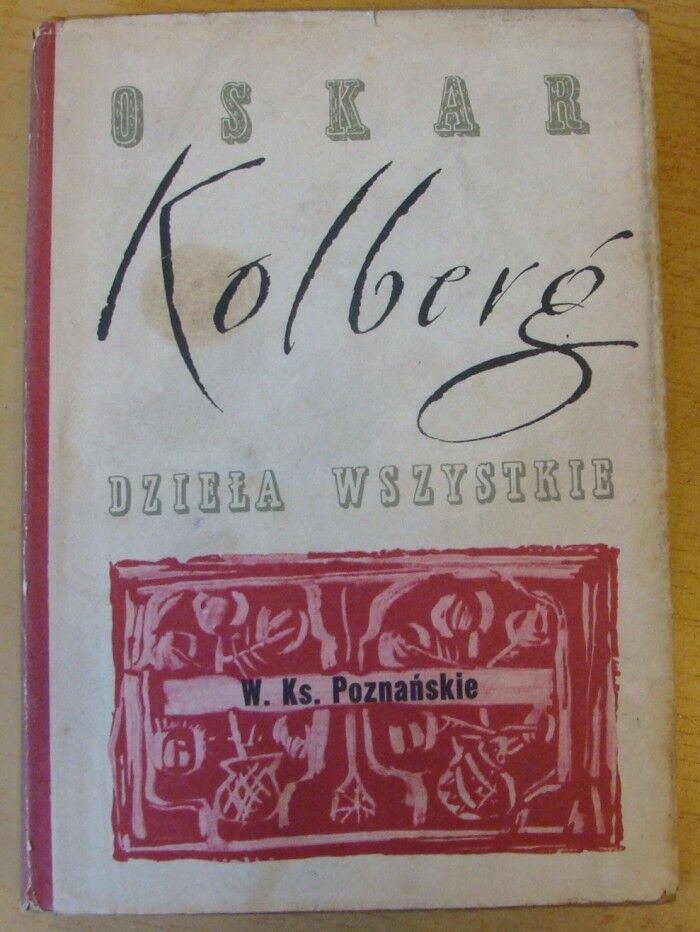 OSKAR
Kolberg
DZIEŁA WSZYSTKIE
W. Ks. Poznańskie